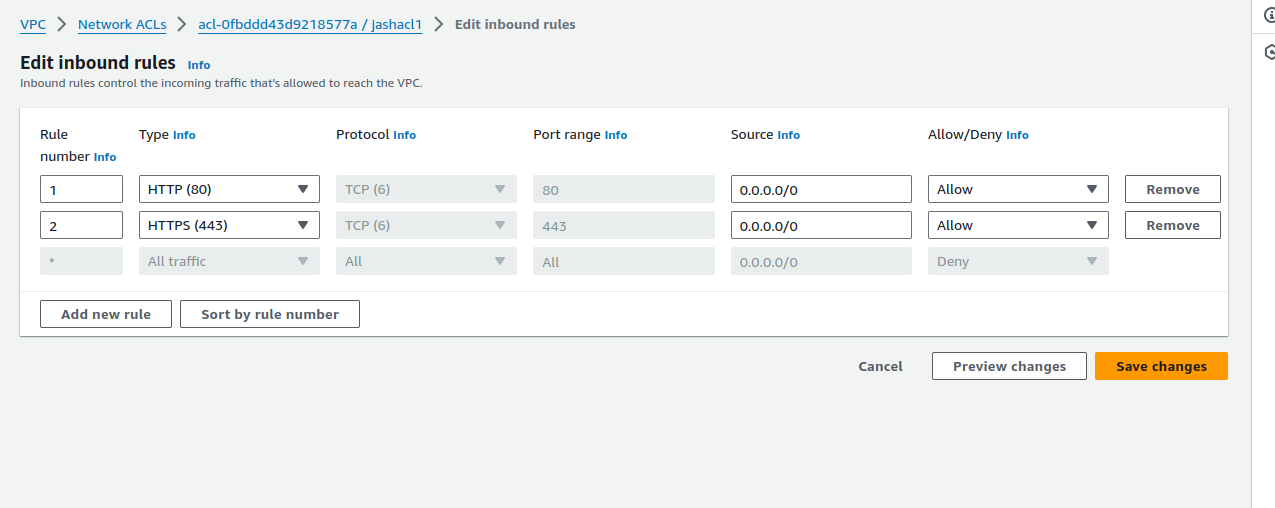 VPC > Network ACLs > acl-0fbddd43d9218577a / jashacl1 > Edit inbound rules
Edit inbound rules Info
Inbound rules control the incoming traffic that's allowed to reach the VPC.
Rule number Info Type Info Protocol Info Port range Info Source Info Allow/Deny Info
1 HTTP (80) TCP (6) 80 0.0.0.0/0 Allow Remove
2 HTTPS (443) TCP (6) 443 0.0.0.0/0 Allow Remove
* All traffic All All 0.0.0.0/0 Deny
Add new rule Sort by rule number
Cancel Preview changes Save changes